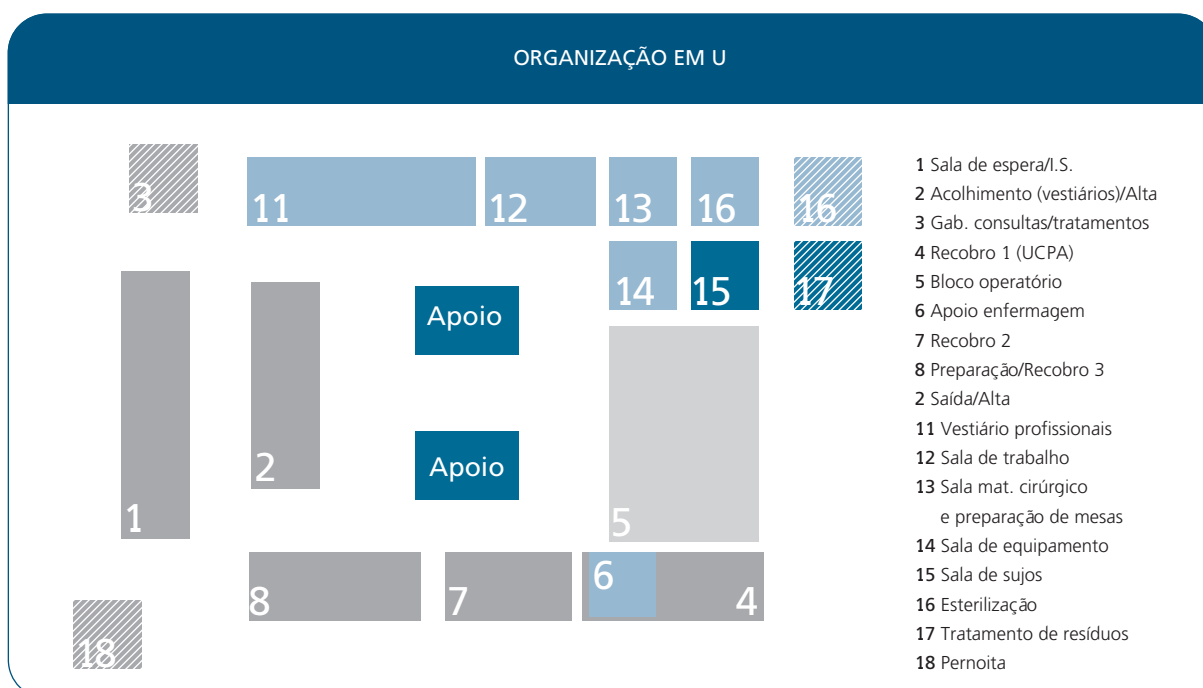 ORGANIZAÇÃO EM U
3
11
12
13
16
16
14
15
17
Apoio
Apoio
2
1
5
8
7
6
4
18
1 Sala de espera/I.S.
2 Acolhimento (vestiários)/Alta
3 Gab. consultas/tratamentos
4 Recobro 1 (UCPA)
5 Bloco operatório
6 Apoio enfermagem
7 Recobro 2
8 Preparação/Recobro 3
2 Saída/Alta
11 Vestiário profissionais
12 Sala de trabalho
13 Sala mat. cirúrgico
e preparação de mesas
14 Sala de equipamento
15 Sala de sujos
16 Esterilização
17 Tratamento de resíduos
18 Pernoita